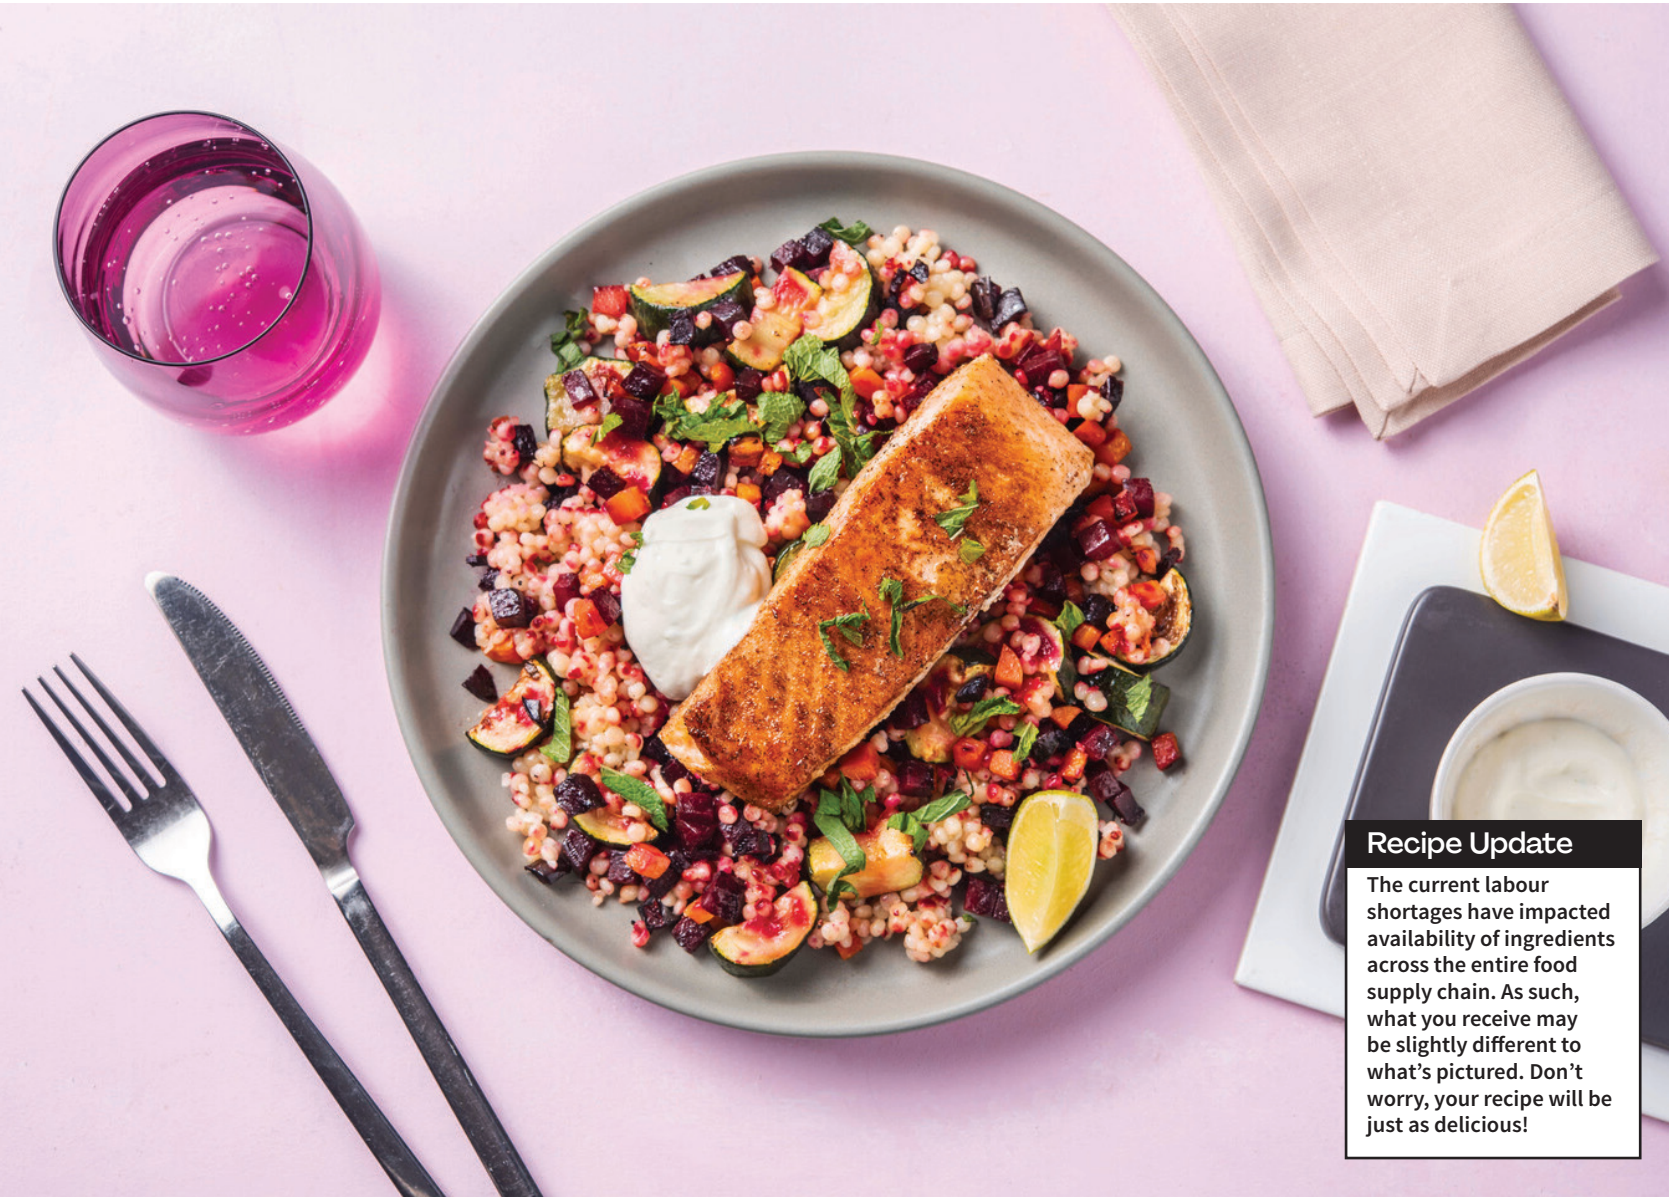 Recipe Update
The current labour
shortages have impacted
availability of ingredients
across the entire food
supply chain. As such,
what you receive may
be slightly different to
what’s pictured. Don’t
worry, your recipe will be
just as delicious!